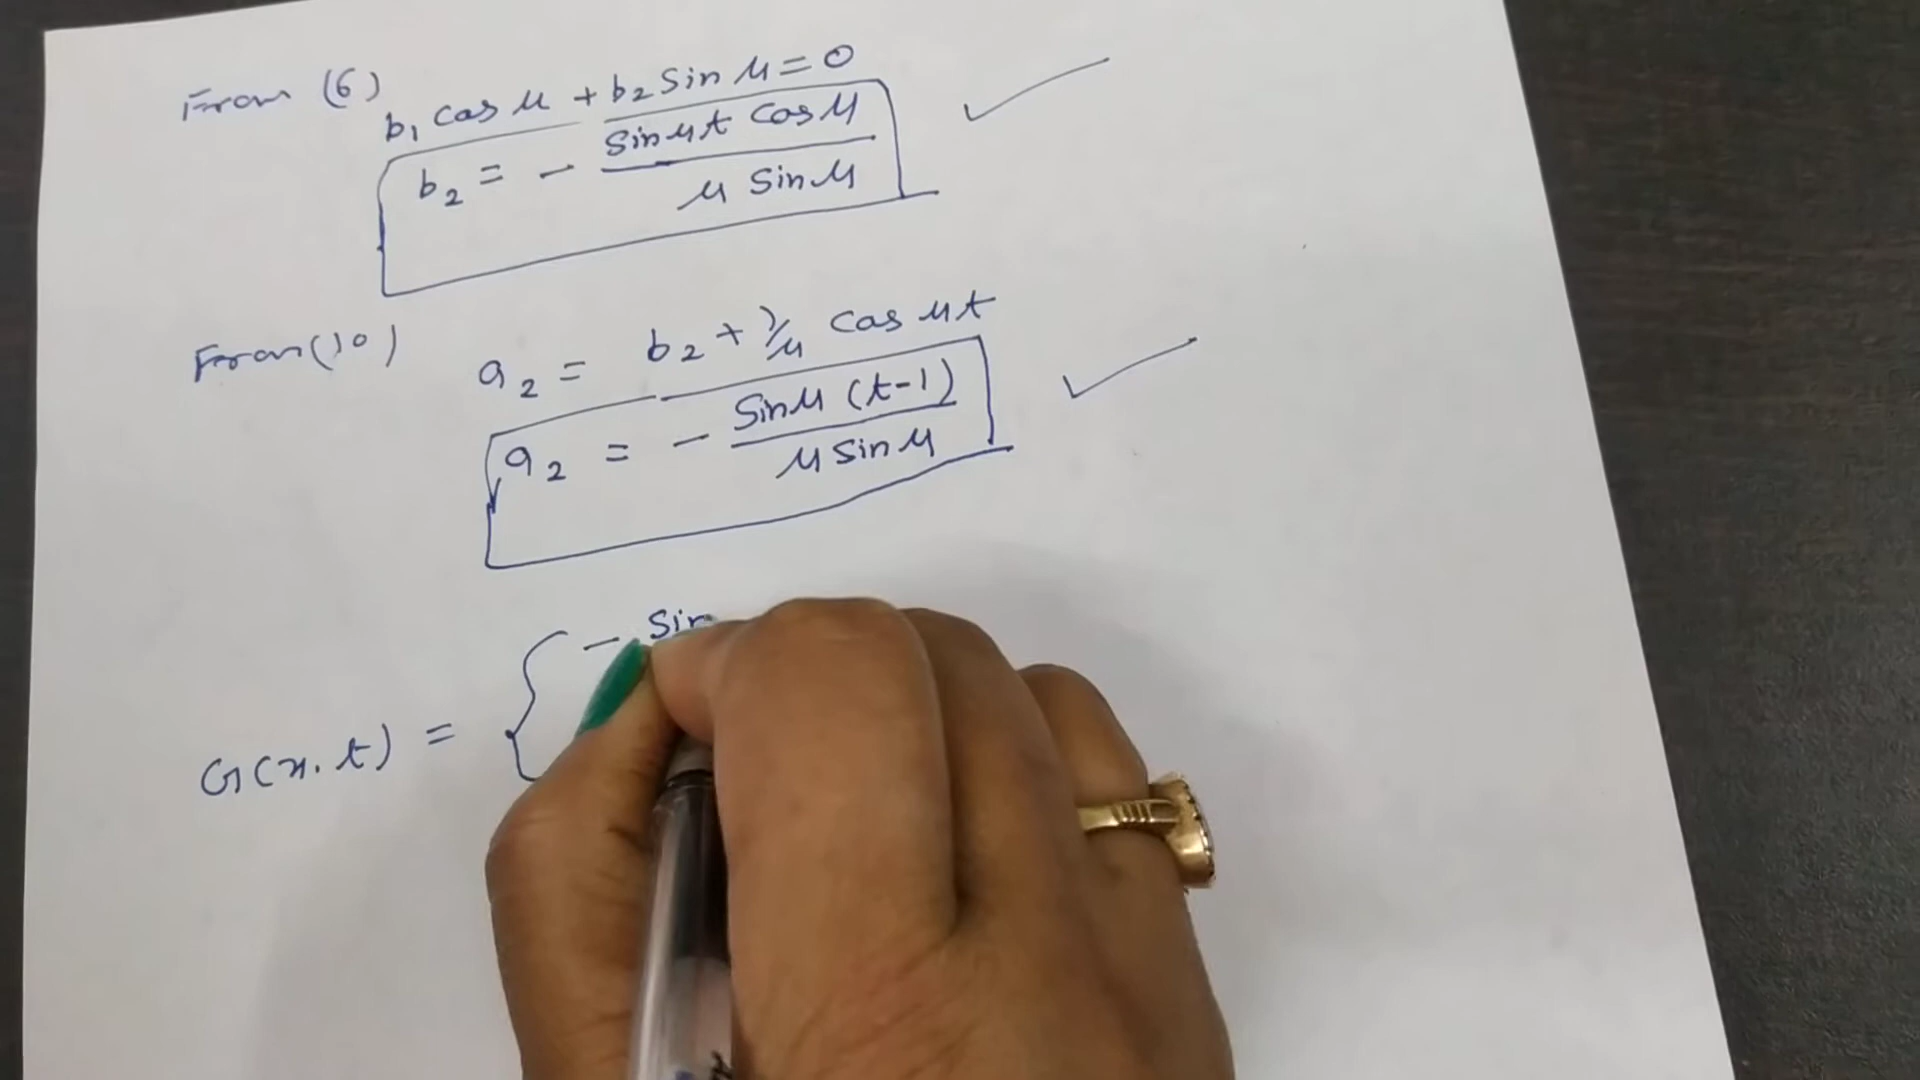 From (6)
b₁ cos μ + b₂ sin μ = 0
b₂ = - sin μt cos μ / μ sin μ
From (10)
a₂ = b₂ + 1/μ cos μt
a₂ = - sin μ (t-1) / μ sin μ
- sin
G(x.t) = {